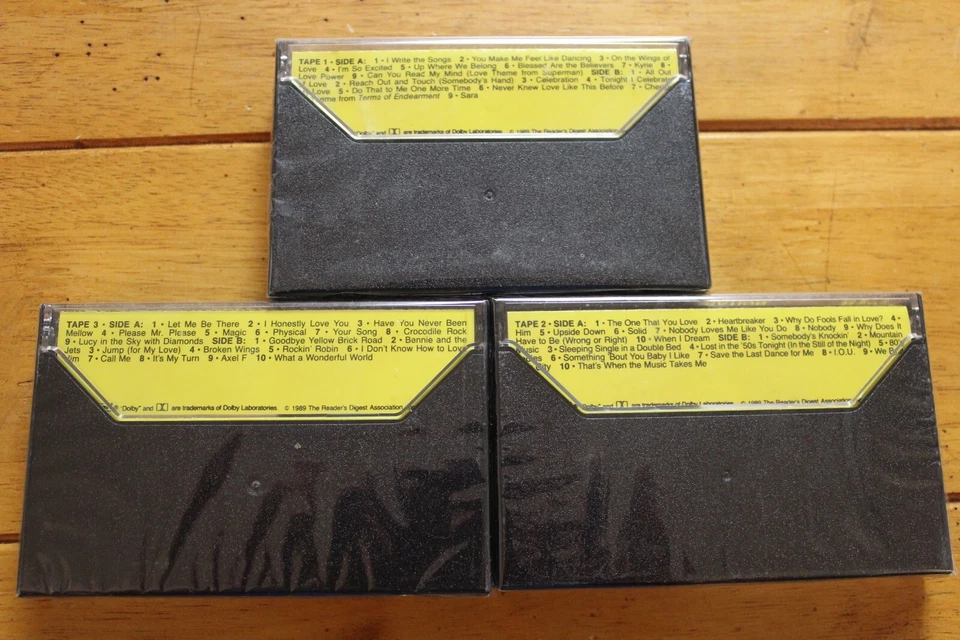 TAPE 1 • SIDE A: 1 • I Write the Songs 2 • You Make Me Feel Like Dancing 3 • On the Wings of
Love 4 • I'm So Excited 5 • Up Where We Belong 6 • Blessed Are the Believers 7 • Kyrie 8 •
Love Power 9 • Can You Read My Mind (Love Theme from Superman) SIDE B: 1 • All Out
of Love 2 • Reach Out and Touch (Somebody's Hand) 3 • Celebration 4 • Tonight I Celebrate
Love 5 • Do That to Me One More Time 6 • Never Knew Love Like This Before 7 •
from Terms of Endearment 9 • Sara
"Dolby" and are trademarks of Dolby Laboratories © 1989 The Reader's Digest Association
TAPE 3 • SIDE A: 1 • Let Me Be There 2 • I Honestly Love You 3 • Have You Never Been
Mellow 4 • Please Mr. Please 5 • Magic 6 • Physical 7 • Your Song 8 • Crocodile Rock
9 • Lucy in the Sky with Diamonds SIDE B: 1 • Goodbye Yellow Brick Road 2 • Bennie and the
Jets 3 • Jump (for My Love) 4 • Broken Wings 5 • Rockin' Robin 6 • I Don't Know How to Love
Him 7 • Call Me 8 • It's My Turn 9 • Axel F 10 • What a Wonderful World
"Dolby" and are trademarks of Dolby Laboratories © 1989 The Reader's Digest Association
TAPE 2 • SIDE A: 1 • The One That You Love 2 • Heartbreaker 3 • Why Do Fools Fall in Love? 4 •
Him 5 • Upside Down 6 • Solid 7 • Nobody Loves Me Like You Do 8 • Nobody 9 • Why Does It
Have to Be (Wrong or Right) 10 • When I Dream SIDE B: 1 • Somebody's Knockin' 2 • Mountain
Music 3 • Sleeping Single in a Double Bed 4 • Lost in the '50s Tonight (In the Still of the Night) 5 •
6 • Something 'Bout You Baby I Like 7 • Save the Last Dance for Me 8 • I.O.U. 9 • We
City 10 • That's When the Music Takes Me
are trademarks of Dolby Laboratories © 1989 The Reader's Digest Association